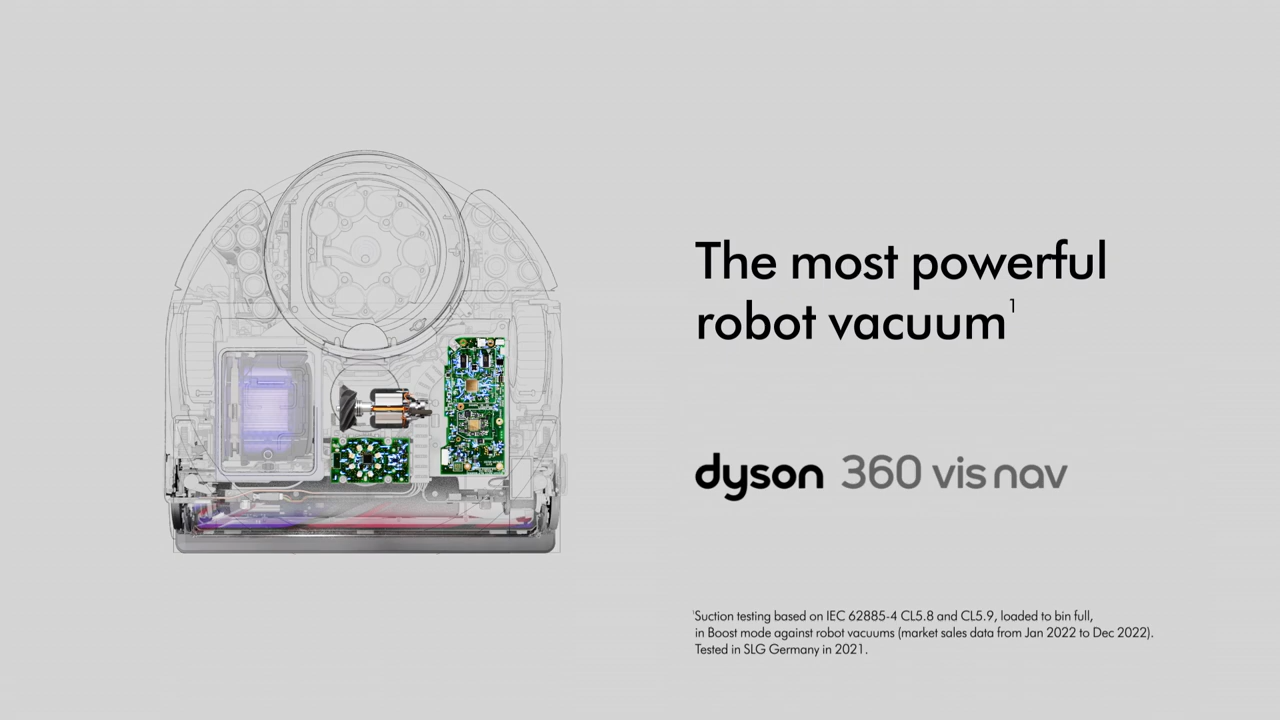 The most powerful
robot vacuum¹
dyson 360 vis nav
¹Suction testing based on IEC 62885-4 CL5.8 and CL5.9, loaded to bin full,
in Boost mode against robot vacuums (market sales data from Jan 2022 to Dec 2022).
Tested in SLG Germany in 2021.